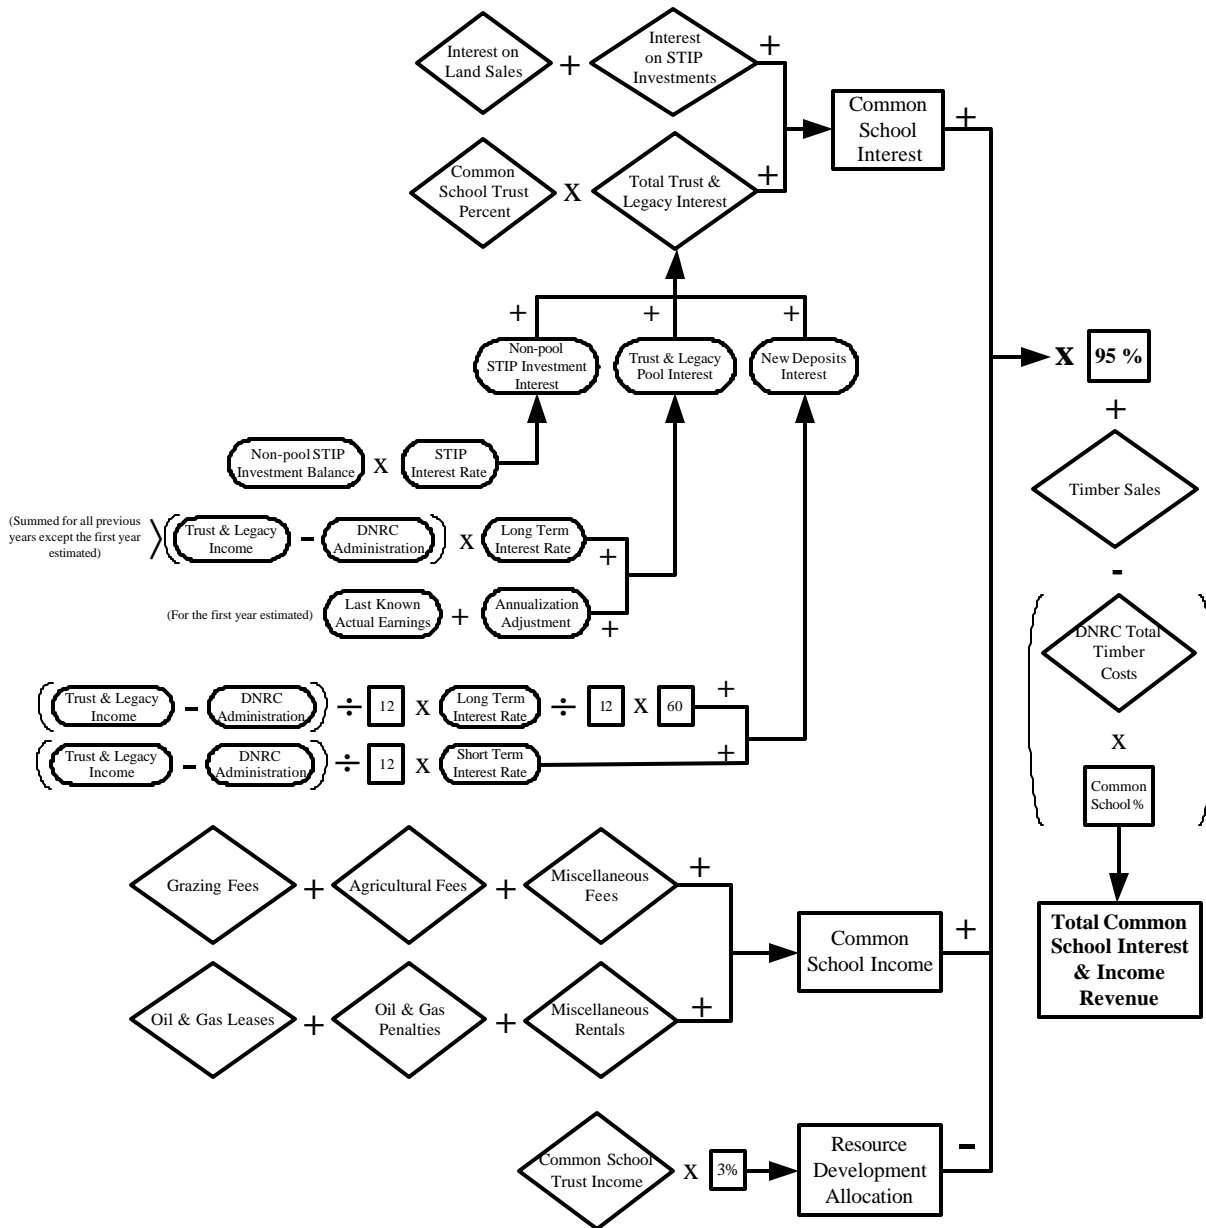 Interest on
Land Sales
+
Interest
on STIP
Investments
+
Common
School
Interest
+
Common
School Trust
Percent
X
Total Trust &
Legacy Interest
+
+
+
+
Non-pool
STIP Investment
Interest
Trust & Legacy
Pool Interest
New Deposits
Interest
X
95 %
+
Non-pool STIP
Investment Balance
X
STIP
Interest Rate
Timber Sales
-
(Summed for all previous
years except the first year
estimated)
(
Trust & Legacy
Income
-
DNRC
Administration
)
X
Long Term
Interest Rate
+
(For the first year estimated)
Last Known
Actual Earnings
+
Annualization
Adjustment
+
(
DNRC Total
Timber
Costs
X
Common
School %
)
(
Trust & Legacy
Income
-
DNRC
Administration
)
÷
12
X
Long Term
Interest Rate
÷
12
X
60
+
(
Trust & Legacy
Income
-
DNRC
Administration
)
÷
12
X
Short Term
Interest Rate
+
Grazing Fees
+
Agricultural Fees
+
Miscellaneous
Fees
+
Common
School Income
+
Total Common
School Interest
& Income
Revenue
Oil & Gas Leases
+
Oil & Gas
Penalties
+
Miscellaneous
Rentals
+
Common School
Trust Income
X
3%
Resource
Development
Allocation
-